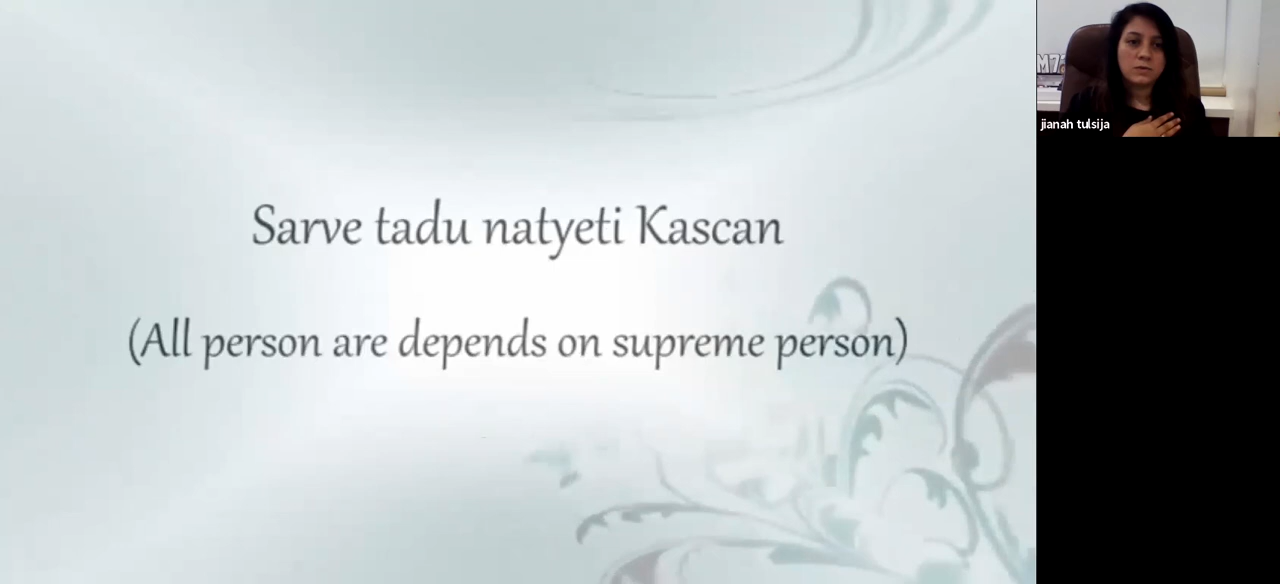 Sarve tadu natyeti Kascan
(All person are depends on supreme person)
jianah tulsija